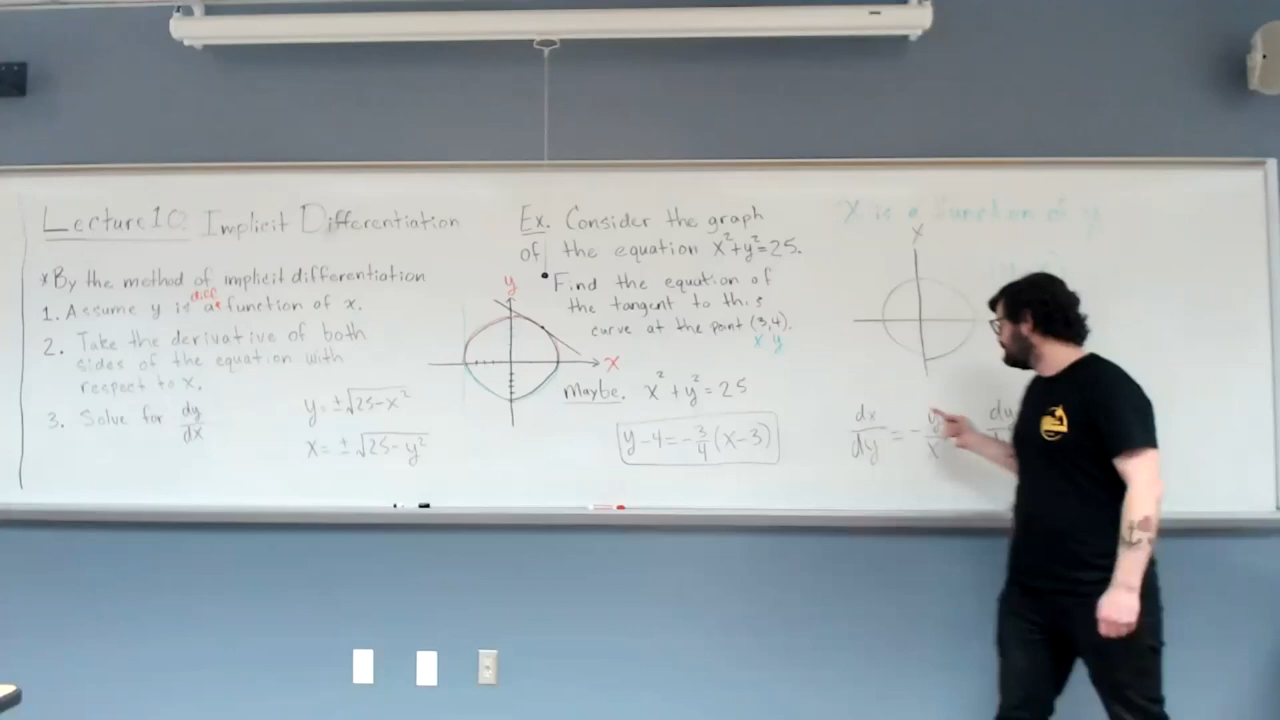 Lecture 10: Implicit Differentiation
*By the method of implicit differentiation
1. Assume y is a diff function of x.
2. Take the derivative of both
sides of the equation with
respect to x.
3. Solve for dy/dx
y=±√25-x²
x=±√25-y²
y
x
Ex. Consider the graph
of the equation x²+y²=25.
• Find the equation of
the tangent to this
curve at the point (3,4).
x y
Maybe. x²+y²=25
y-4=-3/4(x-3)
X is a function of y
x
dx/dy = -y/x